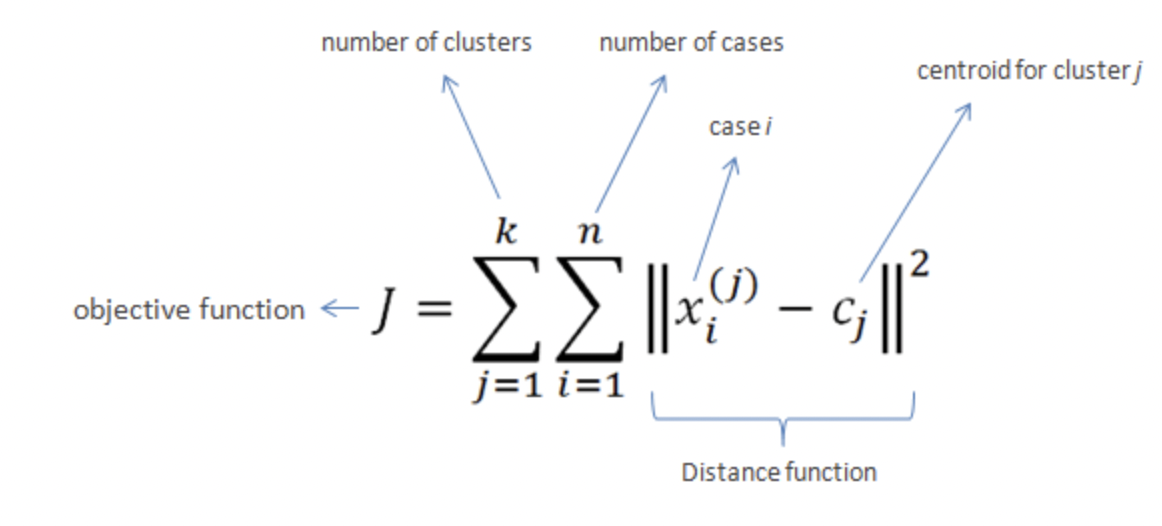 number of clusters
number of cases
centroid for cluster j
case i
objective function ← J = ∑_{j=1}^{k} ∑_{i=1}^{n} ‖x_i^{(j)} − c_j‖²
Distance function